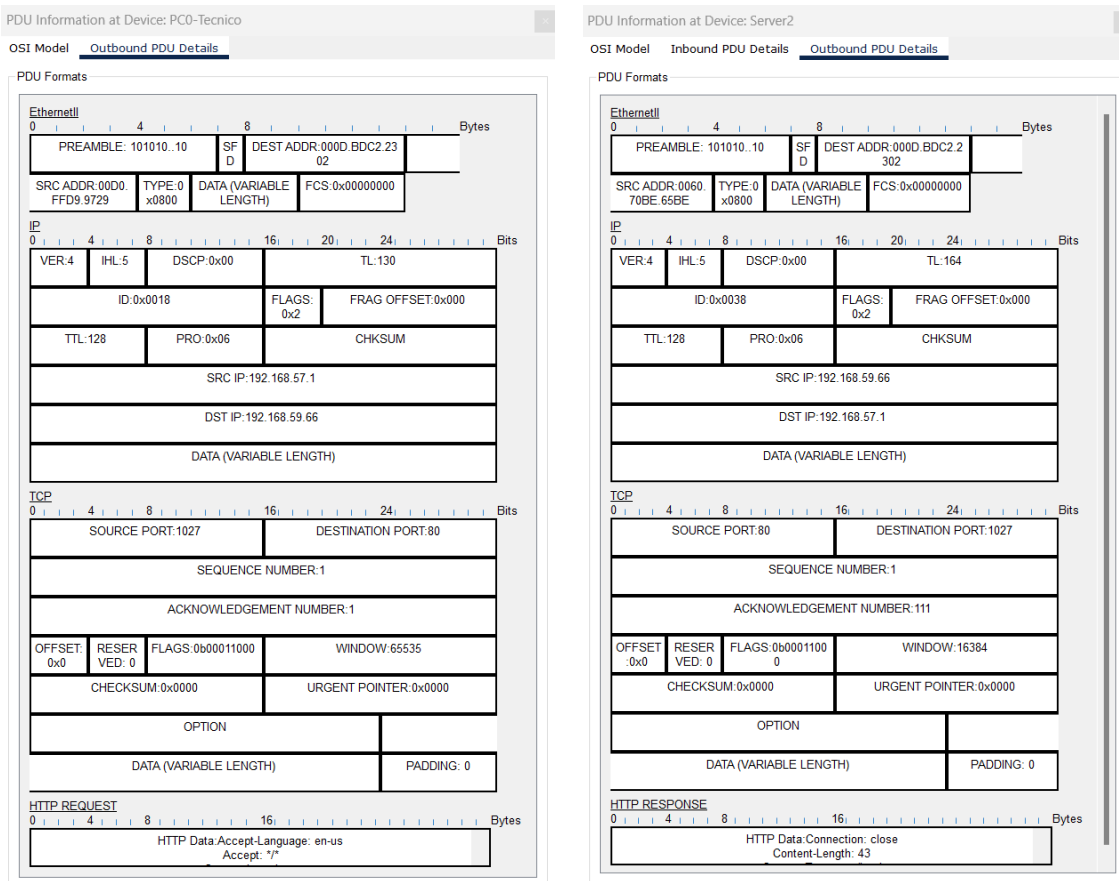 PDU Information at Device: PC0-Tecnico
OSI Model Outbound PDU Details
PDU Formats
EthernetII
0 4 8 Bytes
PREAMBLE: 101010..10 SF DEST ADDR:000D.BDC2.23
D 02
SRC ADDR:00D0. TYPE:0 DATA (VARIABLE FCS:0x00000000
FFD9.9729 x0800 LENGTH)
IP
0 4 8 16 20 24 Bits
VER:4 IHL:5 DSCP:0x00 TL:130
ID:0x0018 FLAGS: FRAG OFFSET:0x000
0x2
TTL:128 PRO:0x06 CHKSUM
SRC IP:192.168.57.1
DST IP:192.168.59.66
DATA (VARIABLE LENGTH)
TCP
0 4 8 16 24 Bits
SOURCE PORT:1027 DESTINATION PORT:80
SEQUENCE NUMBER:1
ACKNOWLEDGEMENT NUMBER:1
OFFSET: RESER FLAGS:0b00011000 WINDOW:65535
0x0 VED: 0
CHECKSUM:0x0000 URGENT POINTER:0x0000
OPTION
DATA (VARIABLE LENGTH) PADDING: 0
HTTP REQUEST
0 4 8 16 Bytes
HTTP Data:Accept-Language: en-us
Accept: */*
PDU Information at Device: Server2
OSI Model Inbound PDU Details Outbound PDU Details
PDU Formats
EthernetII
0 4 8 Bytes
PREAMBLE: 101010..10 SF DEST ADDR:000D.BDC2.2
D 302
SRC ADDR:0060. TYPE:0 DATA (VARIABLE FCS:0x00000000
70BE.65BE x0800 LENGTH)
IP
0 4 8 16 20 24 Bits
VER:4 IHL:5 DSCP:0x00 TL:164
ID:0x0038 FLAGS: FRAG OFFSET:0x000
0x2
TTL:128 PRO:0x06 CHKSUM
SRC IP:192.168.59.66
DST IP:192.168.57.1
DATA (VARIABLE LENGTH)
TCP
0 4 8 16 24 Bits
SOURCE PORT:80 DESTINATION PORT:1027
SEQUENCE NUMBER:1
ACKNOWLEDGEMENT NUMBER:111
OFFSET RESER FLAGS:0b0001100 WINDOW:16384
:0x0 VED: 0 0
CHECKSUM:0x0000 URGENT POINTER:0x0000
OPTION
DATA (VARIABLE LENGTH) PADDING: 0
HTTP RESPONSE
0 4 8 16 Bytes
HTTP Data:Connection: close
Content-Length: 43